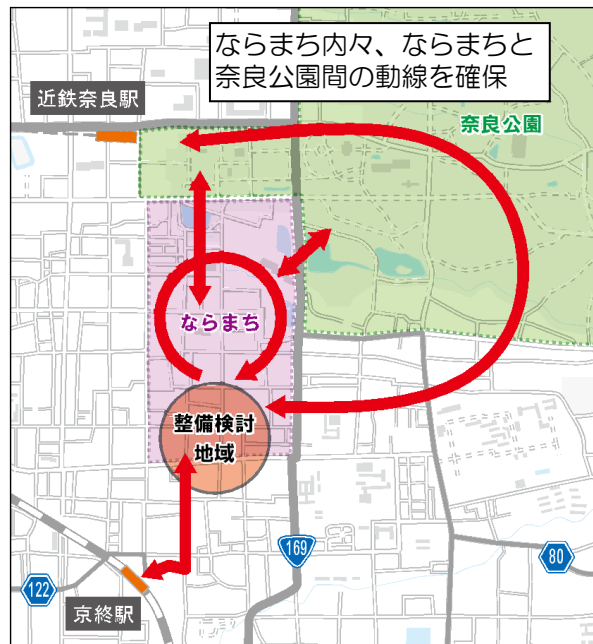 ならまち内々、ならまちと
奈良公園間の動線を確保
近鉄奈良駅
奈良公園
ならまち
整備検討
地域
169
80
122
京終駅